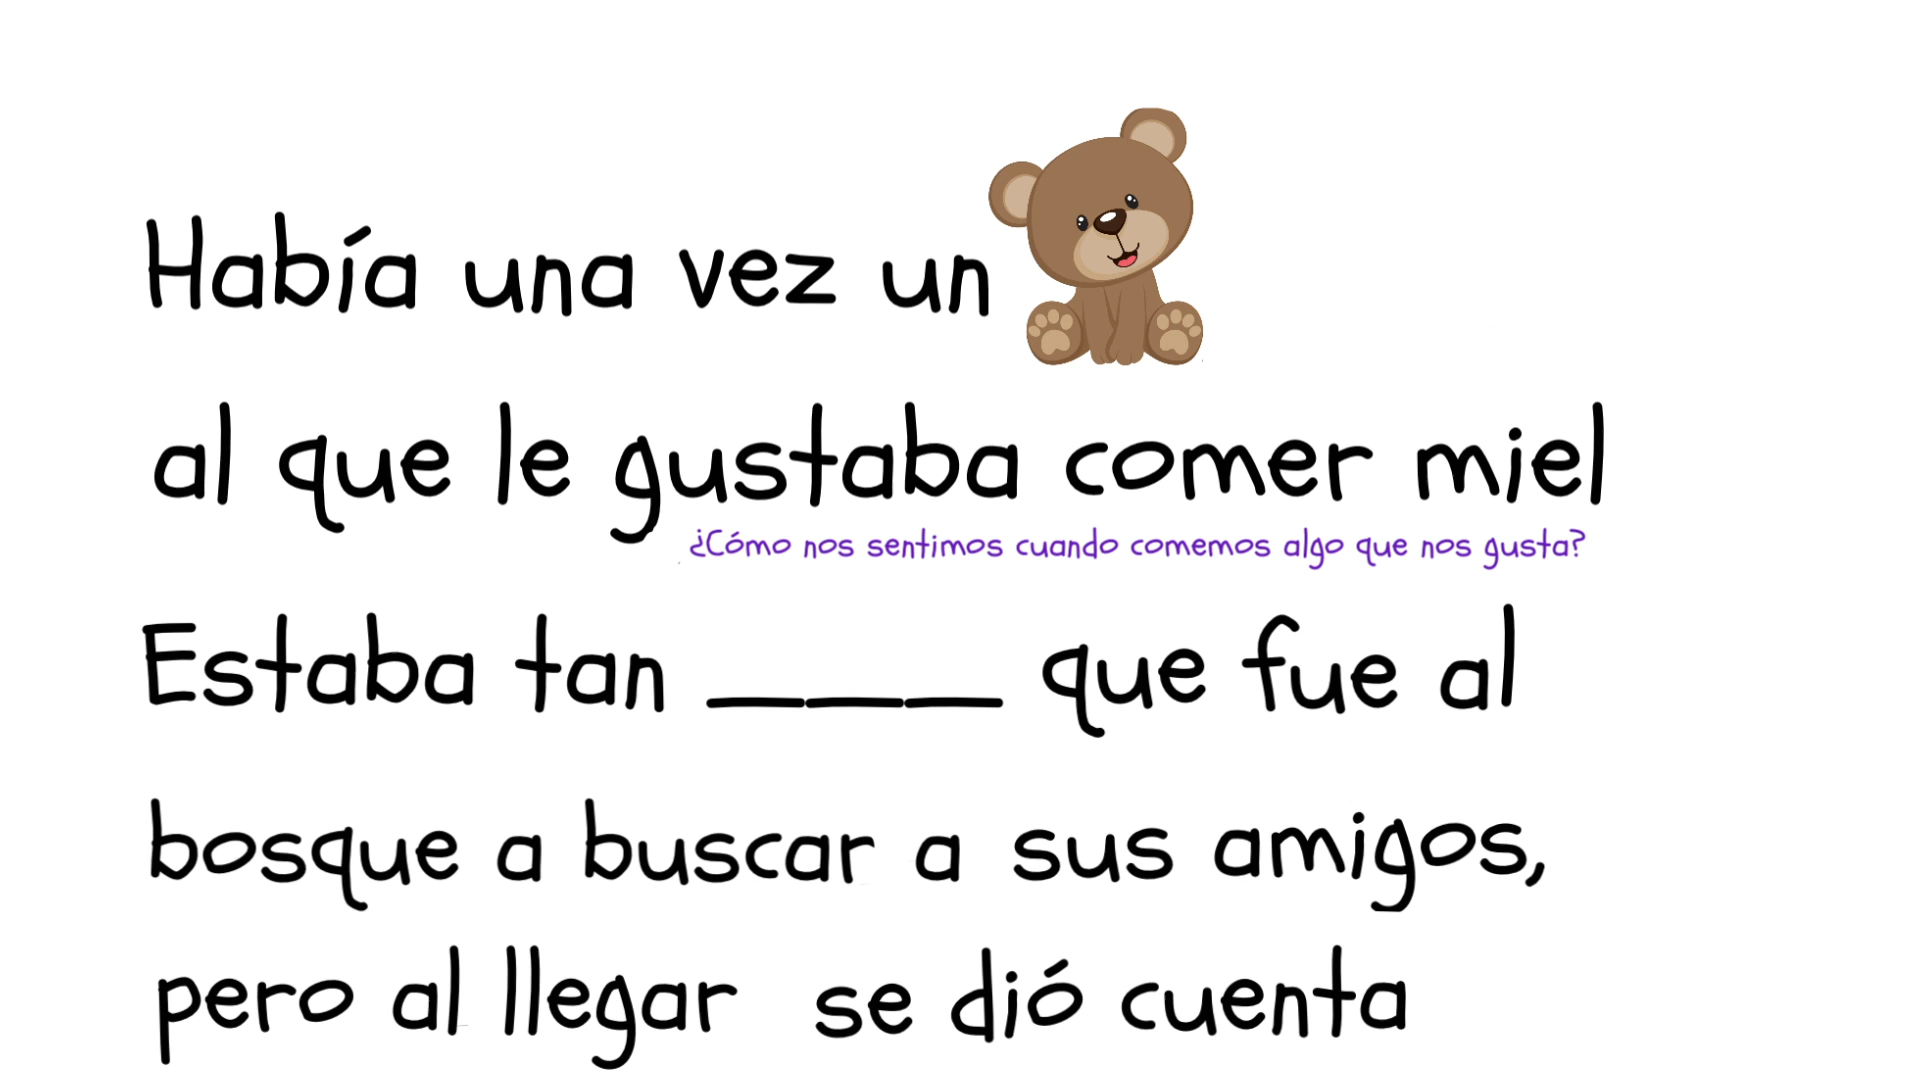 Había una vez un
al que le gustaba comer miel
¿Cómo nos sentimos cuando comemos algo que nos gusta?
Estaba tan ___ que fue al
bosque a buscar a sus amigos,
pero al llegar se dió cuenta